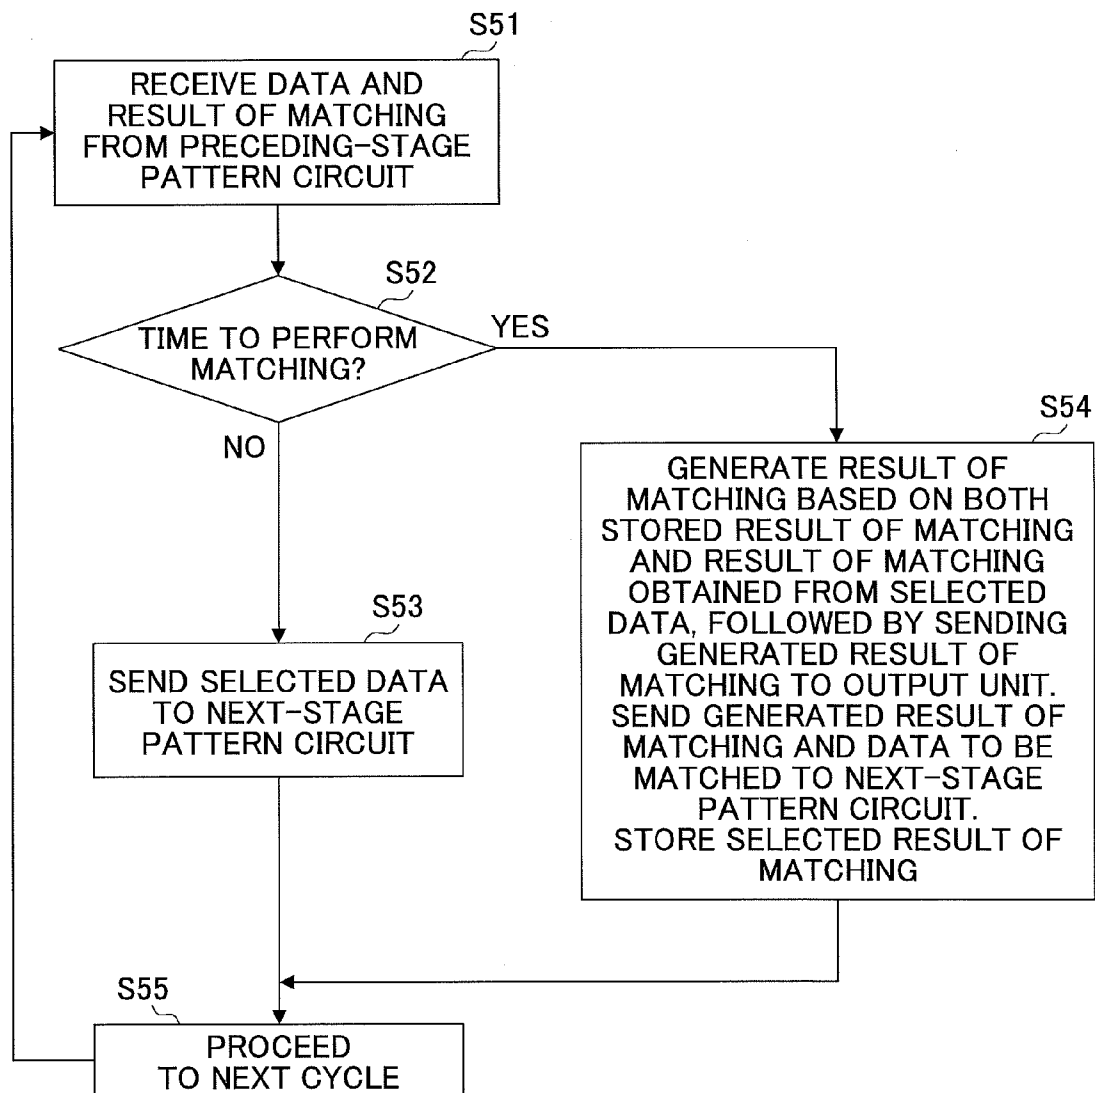 S51
RECEIVE DATA AND
RESULT OF MATCHING
FROM PRECEDING-STAGE
PATTERN CIRCUIT
S52
TIME TO PERFORM
MATCHING?
YES
NO
S54
GENERATE RESULT OF
MATCHING BASED ON BOTH
STORED RESULT OF MATCHING
AND RESULT OF MATCHING
OBTAINED FROM SELECTED
DATA, FOLLOWED BY SENDING
GENERATED RESULT OF
MATCHING TO OUTPUT UNIT.
SEND GENERATED RESULT OF
MATCHING AND DATA TO BE
MATCHED TO NEXT-STAGE
PATTERN CIRCUIT.
STORE SELECTED RESULT OF
MATCHING
S53
SEND SELECTED DATA
TO NEXT-STAGE
PATTERN CIRCUIT
S55
PROCEED
TO NEXT CYCLE